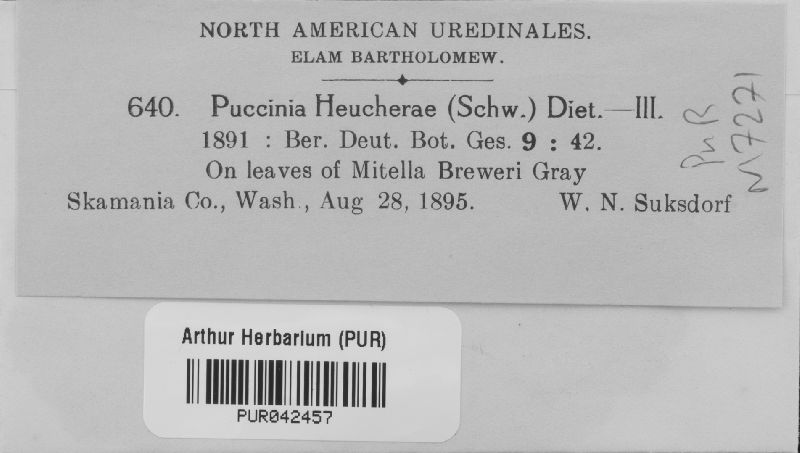 NORTH AMERICAN UREDINALES.
ELAM BARTHOLOMEW.
640. Puccinia Heucherae (Schw.) Diet.—III.
1891 : Ber. Deut. Bot. Ges. 9 : 42.
On leaves of Mitella Breweri Gray
Skamania Co., Wash., Aug 28, 1895. W. N. Suksdorf
PuR
N7271
Arthur Herbarium (PUR)
PUR042457